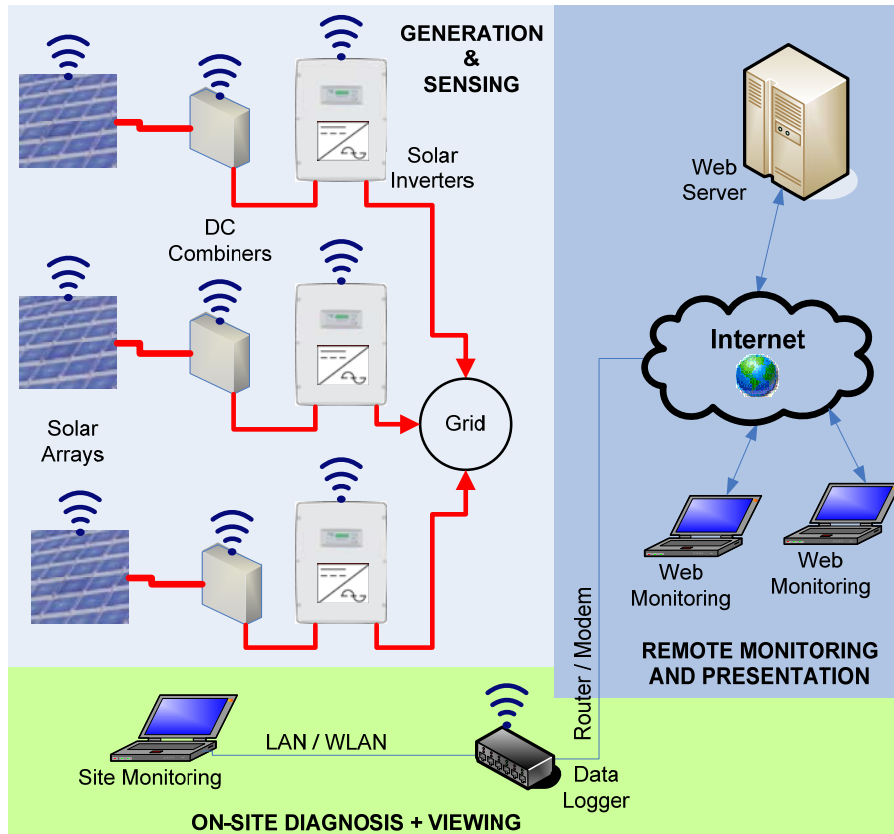 GENERATION
&
SENSING
Solar
Inverters
DC
Combiners
Solar
Arrays
Grid
Web
Server
Internet
Web
Monitoring
Web
Monitoring
REMOTE MONITORING
AND PRESENTATION
Router / Modem
LAN / WLAN
Site Monitoring
Data
Logger
ON-SITE DIAGNOSIS + VIEWING